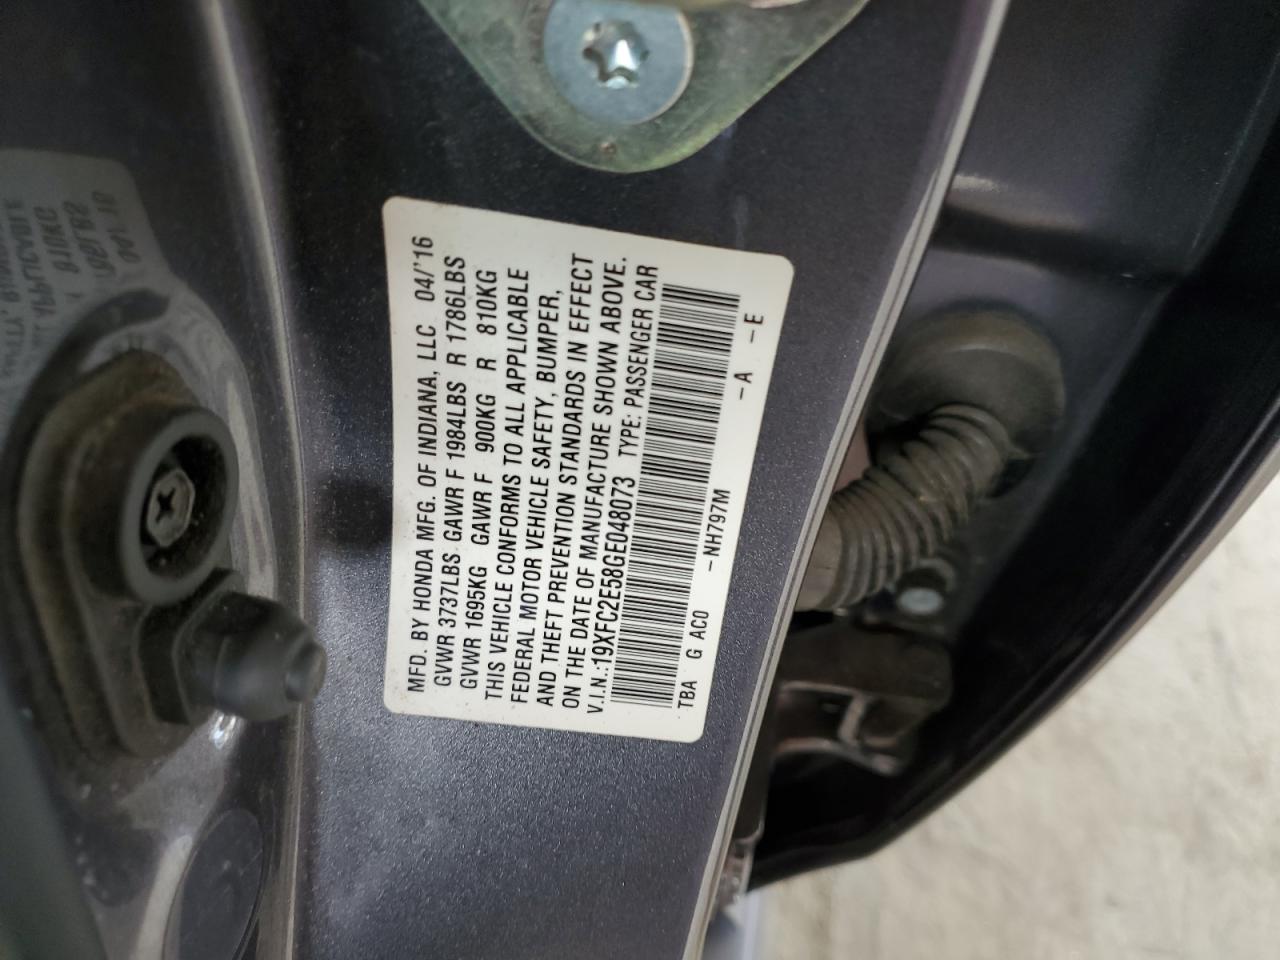 MFD. BY HONDA MFG. OF INDIANA, LLC 04/'16
GVWR 3737LBS GAWR F 1984LBS R 1786LBS
GVWR 1695KG GAWR F 900KG R 810KG
THIS VEHICLE CONFORMS TO ALL APPLICABLE
FEDERAL MOTOR VEHICLE SAFETY, BUMPER,
AND THEFT PREVENTION STANDARDS IN EFFECT
ON THE DATE OF MANUFACTURE SHOWN ABOVE.
V.I.N.:19XFC2E58GE048073 TYPE: PASSENGER CAR
TBA G AC0 -NH797M -A -E